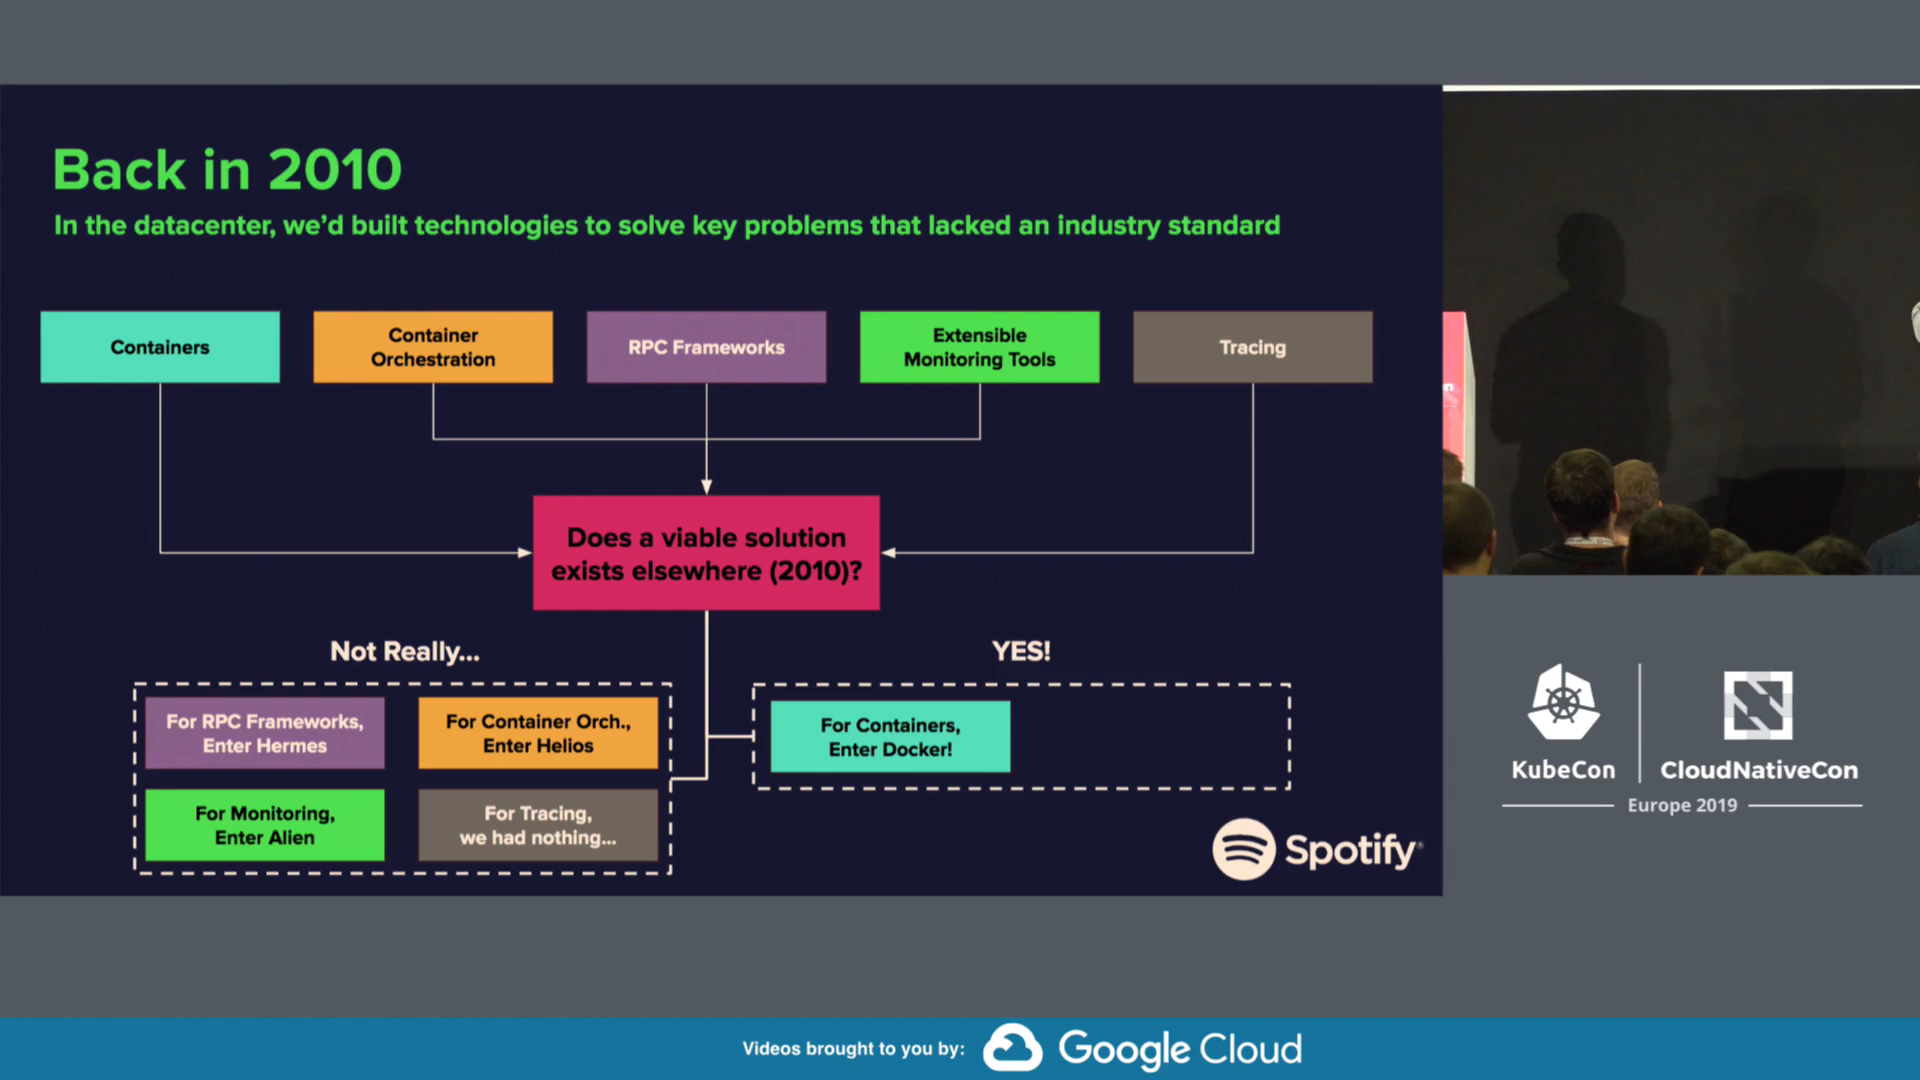 Back in 2010
In the datacenter, we'd built technologies to solve key problems that lacked an industry standard
Containers
Container
Orchestration
RPC Frameworks
Extensible
Monitoring Tools
Tracing
Does a viable solution
exists elsewhere (2010)?
Not Really...
YES!
For RPC Frameworks,
Enter Hermes
For Container Orch.,
Enter Helios
For Monitoring,
Enter Alien
For Tracing,
we had nothing...
For Containers,
Enter Docker!
Spotify
KubeCon
CloudNativeCon
Europe 2019
Videos brought to you by:
Google Cloud